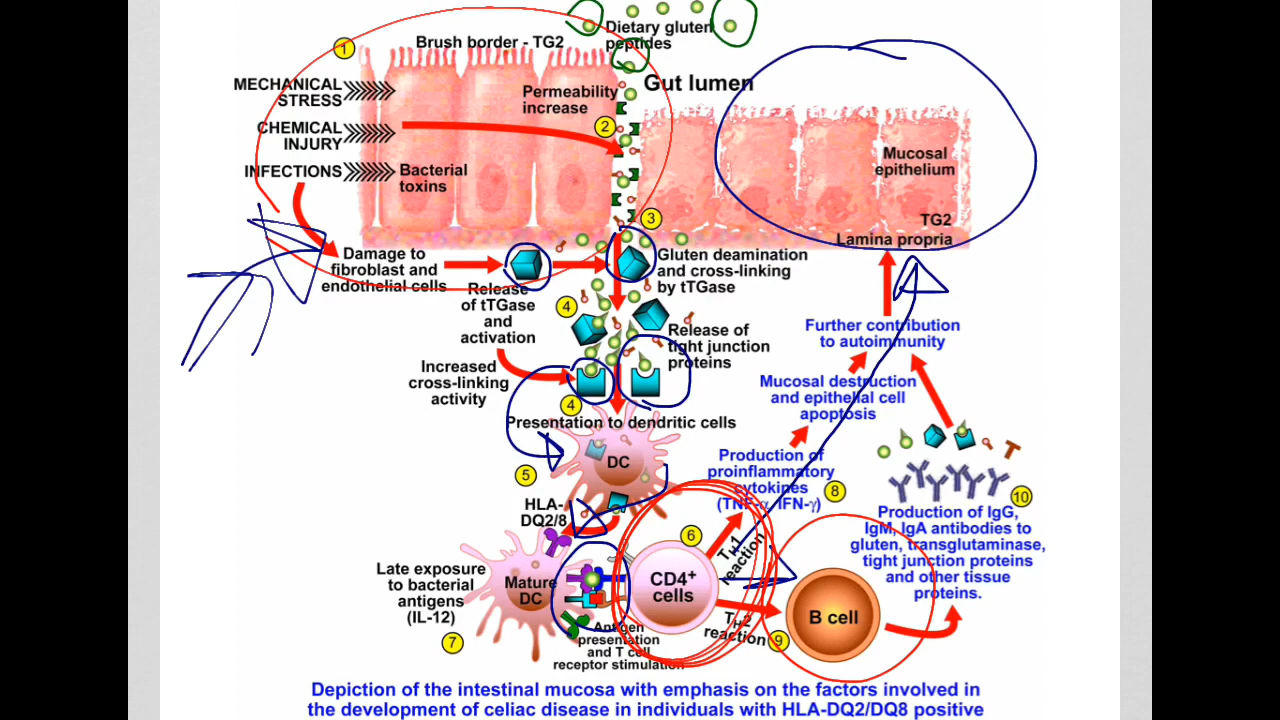 Dietary gluten
peptides
1
Brush border - TG2
Gut lumen
MECHANICAL
STRESS
Permeability
increase
2
CHEMICAL
INJURY
INFECTIONS
Bacterial
toxins
Mucosal
epithelium
TG2
Lamina propria
3
Damage to
fibroblast and
endothelial cells
Gluten deamination
and cross-linking
by tTGase
Release
of tTGase
and
activation
4
Release of
tight junction
proteins
Increased
cross-linking
activity
4
Presentation to dendritic cells
DC
5
HLA-
DQ2/8
Further contribution
to autoimmunity
Mucosal destruction
and epithelial cell
apoptosis
Production of
proinflammatory
cytokines
(TNF-α, IFN-γ)
8
10
Production of IgG,
IgM, IgA antibodies to
gluten, transglutaminase,
tight junction proteins
and other tissue
proteins.
6
CD4+
cells
TH1
reaction
TH2
reaction
9
B cell
Late exposure
to bacterial
antigens
(IL-12)
7
Mature
DC
Antigen
presentation
and T cell
receptor stimulation
Depiction of the intestinal mucosa with emphasis on the factors involved in
the development of celiac disease in individuals with HLA-DQ2/DQ8 positive